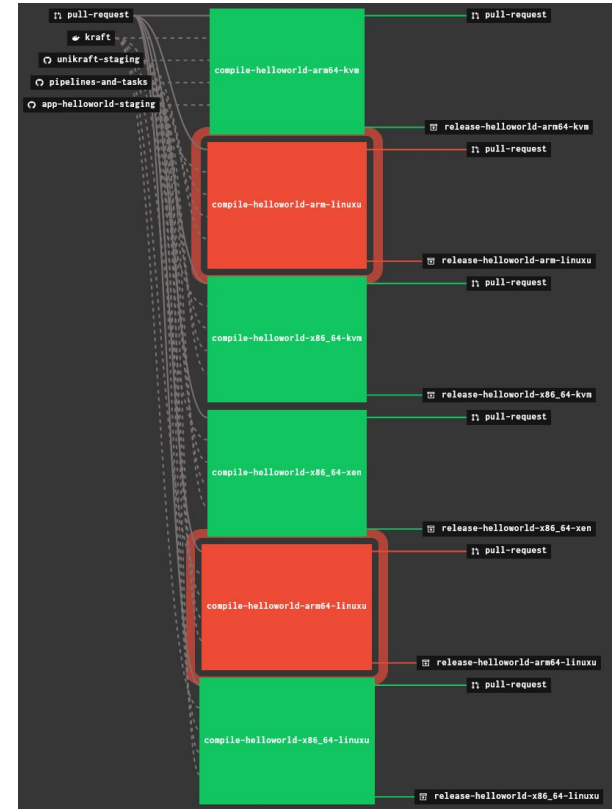 pull-request
kraft
unikraft-staging
pipelines-and-tasks
app-helloworld-staging
compile-helloworld-arm64-kvm
pull-request
release-helloworld-arm64-kvm
compile-helloworld-arm-linuxu
pull-request
release-helloworld-arm-linuxu
compile-helloworld-x86_64-kvm
pull-request
release-helloworld-x86_64-kvm
compile-helloworld-x86_64-xen
pull-request
release-helloworld-x86_64-xen
compile-helloworld-arm64-linuxu
pull-request
release-helloworld-arm64-linuxu
compile-helloworld-x86_64-linuxu
pull-request
release-helloworld-x86_64-linuxu